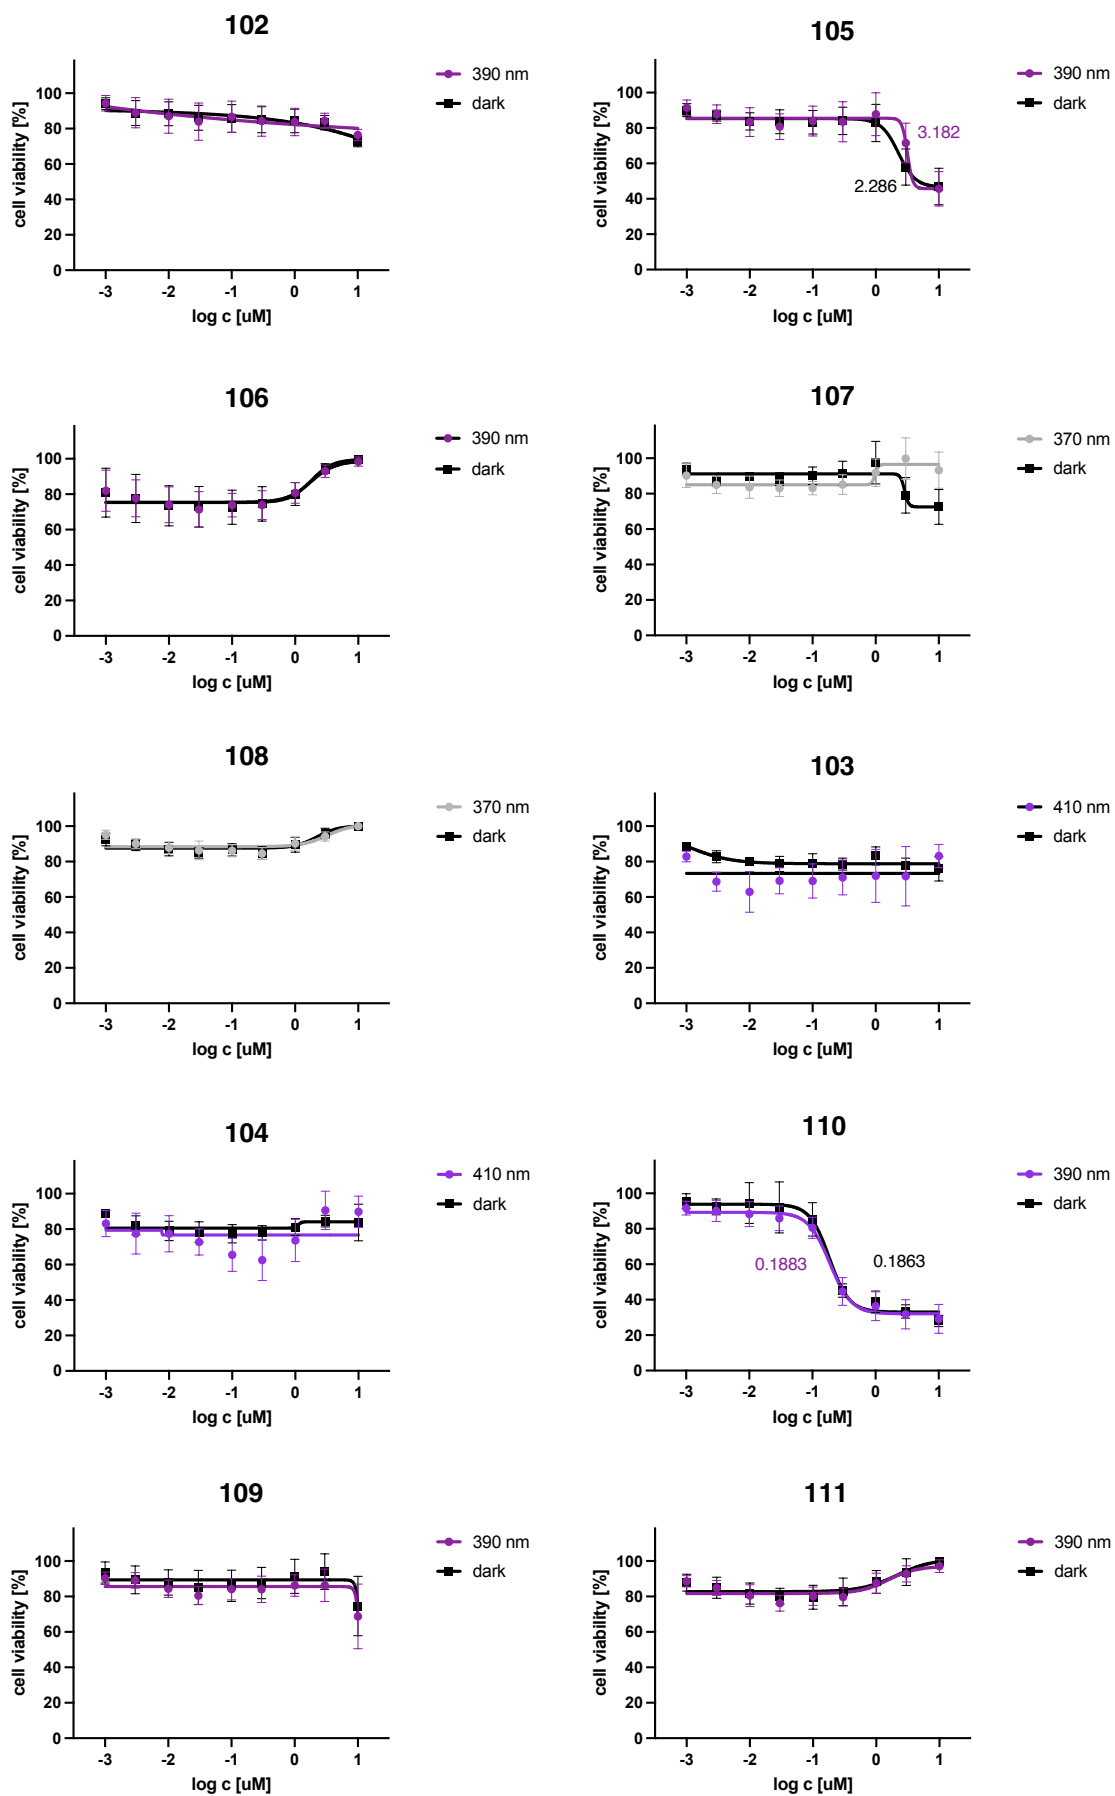 102
cell viability [%]
100
80
60
40
20
0
-3 -2 -1 0 1
log c [uM]
390 nm
dark
105
cell viability [%]
100
80
60
40
20
0
3.182
2.286
-3 -2 -1 0 1
log c [uM]
390 nm
dark
106
cell viability [%]
100
80
60
40
20
0
-3 -2 -1 0 1
log c [uM]
390 nm
dark
107
cell viability [%]
100
80
60
40
20
0
-3 -2 -1 0 1
log c [uM]
370 nm
dark
108
cell viability [%]
100
80
60
40
20
0
-3 -2 -1 0 1
log c [uM]
370 nm
dark
103
cell viability [%]
100
80
60
40
20
0
-3 -2 -1 0 1
log c [uM]
410 nm
dark
104
cell viability [%]
100
80
60
40
20
0
-3 -2 -1 0 1
log c [uM]
410 nm
dark
110
cell viability [%]
100
80
60
40
20
0
0.1883 0.1863
-3 -2 -1 0 1
log c [uM]
390 nm
dark
109
cell viability [%]
100
80
60
40
20
0
-3 -2 -1 0 1
log c [uM]
390 nm
dark
111
cell viability [%]
100
80
60
40
20
0
-3 -2 -1 0 1
log c [uM]
390 nm
dark